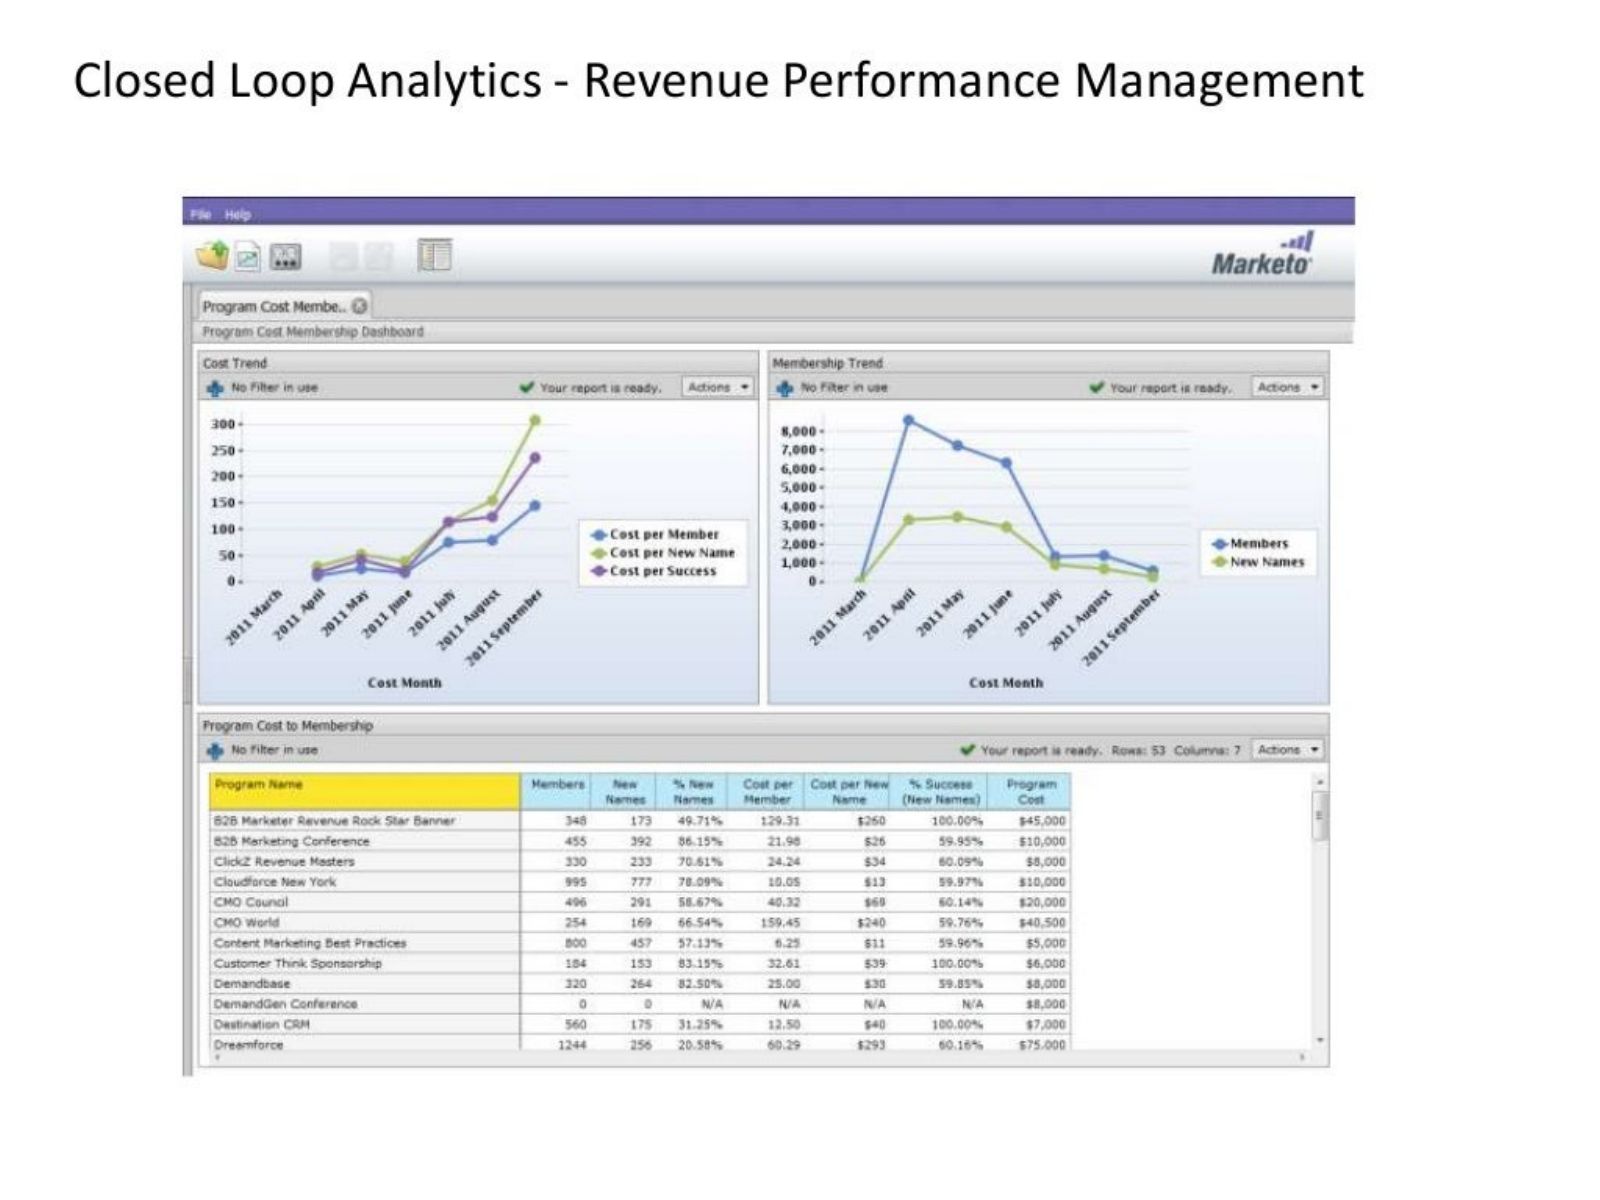 Closed Loop Analytics - Revenue Performance Management
File Help
Marketo
Program Cost Membe..
Program Cost Membership Dashboard
Cost Trend
No Filter in use Your report is ready. Actions
300
250
200
150
100
50
0
Cost per Member
Cost per New Name
Cost per Success
2011 March 2011 April 2011 May 2011 June 2011 July 2011 August 2011 September
Cost Month
Membership Trend
No Filter in use Your report is ready. Actions
8,000
7,000
6,000
5,000
4,000
3,000
2,000
1,000
0
Members
New Names
2011 March 2011 April 2011 May 2011 June 2011 July 2011 August 2011 September
Cost Month
Program Cost to Membership
No Filter in use Your report is ready. Rows: 53 Columns: 7 Actions
Program Name Members New Names % New Names Cost per Member Cost per New Name % Success (New Names) Program Cost
B2B Marketer Revenue Rock Star Banner 348 173 49.71% 129.31 $260 100.00% $45,000
B2B Marketing Conference 455 392 86.15% 21.98 $26 59.95% $10,000
ClickZ Revenue Masters 330 233 70.61% 24.24 $34 60.09% $8,000
Cloudforce New York 995 777 78.09% 10.05 $13 59.97% $10,000
CMO Council 496 291 58.67% 40.32 $69 60.14% $20,000
CMO World 254 169 66.54% 159.45 $240 59.76% $40,500
Content Marketing Best Practices 800 457 57.13% 6.25 $11 59.96% $5,000
Customer Think Sponsorship 184 153 83.15% 32.61 $39 100.00% $6,000
Demandbase 320 264 82.50% 25.00 $30 59.85% $8,000
DemandGen Conference 0 0 N/A N/A N/A N/A $8,000
Destination CRM 560 175 31.25% 12.50 $40 100.00% $7,000
Dreamforce 1244 256 20.58% 60.29 $293 60.16% $75,000